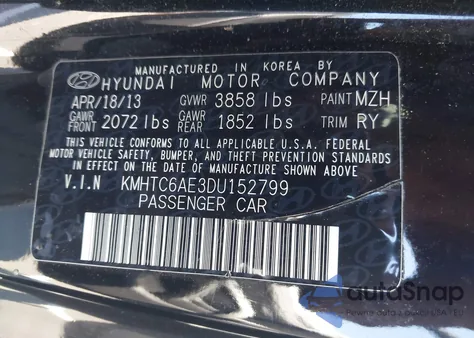 MANUFACTURED IN KOREA BY
HYUNDAI MOTOR COMPANY
APR/18/13 GVWR 3858 lbs PAINT MZH
GAWR FRONT 2072 lbs GAWR REAR 1852 lbs TRIM RY
THIS VEHICLE CONFORMS TO ALL APPLICABLE U.S.A. FEDERAL
MOTOR VEHICLE SAFETY, BUMPER, AND THEFT PREVENTION STANDARDS
IN EFFECT ON THE DATE OF MANUFACTURE SHOWN ABOVE
V.I.N KMHTC6AE3DU152799
PASSENGER CAR
autoSnap